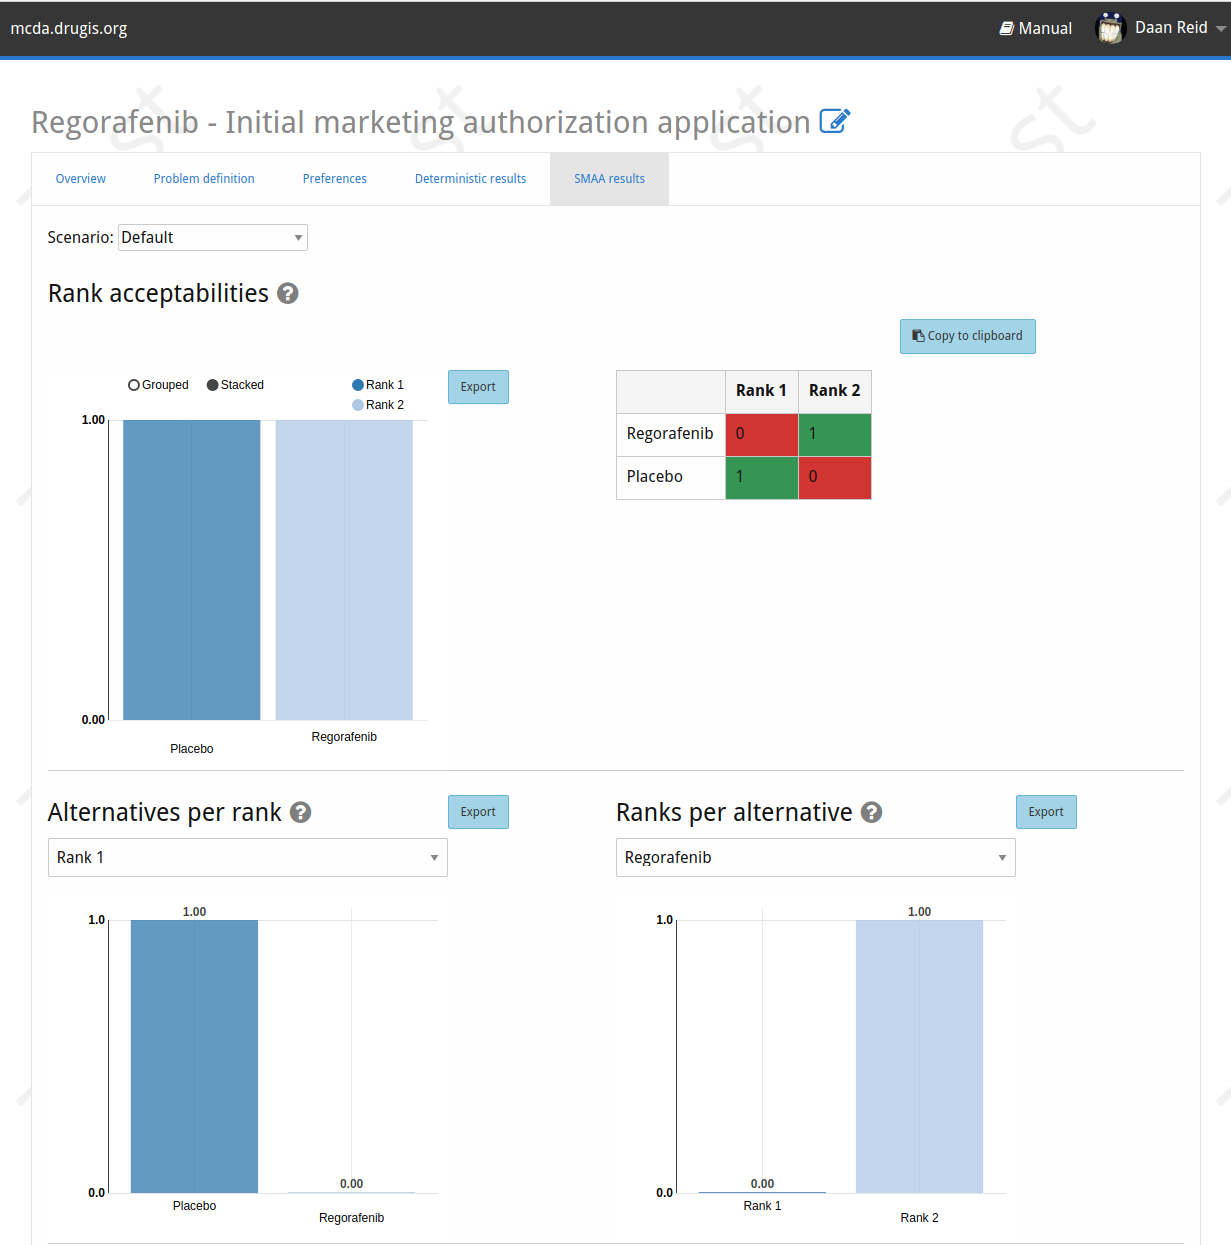 mcda.drugis.org
Manual
Daan Reid
Regorafenib - Initial marketing authorization application
Overview
Problem definition
Preferences
Deterministic results
SMAA results
Scenario: Default
Rank acceptabilities
Copy to clipboard
Grouped
Stacked
Rank 1
Rank 2
Export
1.00
0.00
Placebo
Regorafenib
Rank 1 Rank 2
Regorafenib 0 1
Placebo 1 0
Alternatives per rank
Export
Rank 1
1.0
1.00
0.00
0.0
Placebo
Regorafenib
Ranks per alternative
Export
Regorafenib
1.0
1.00
0.00
0.0
Rank 1
Rank 2